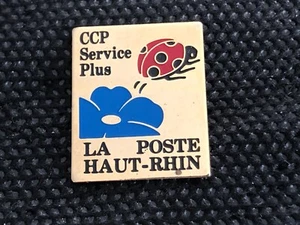 CCP
Service
Plus
LA POSTE
HAUT-RHIN